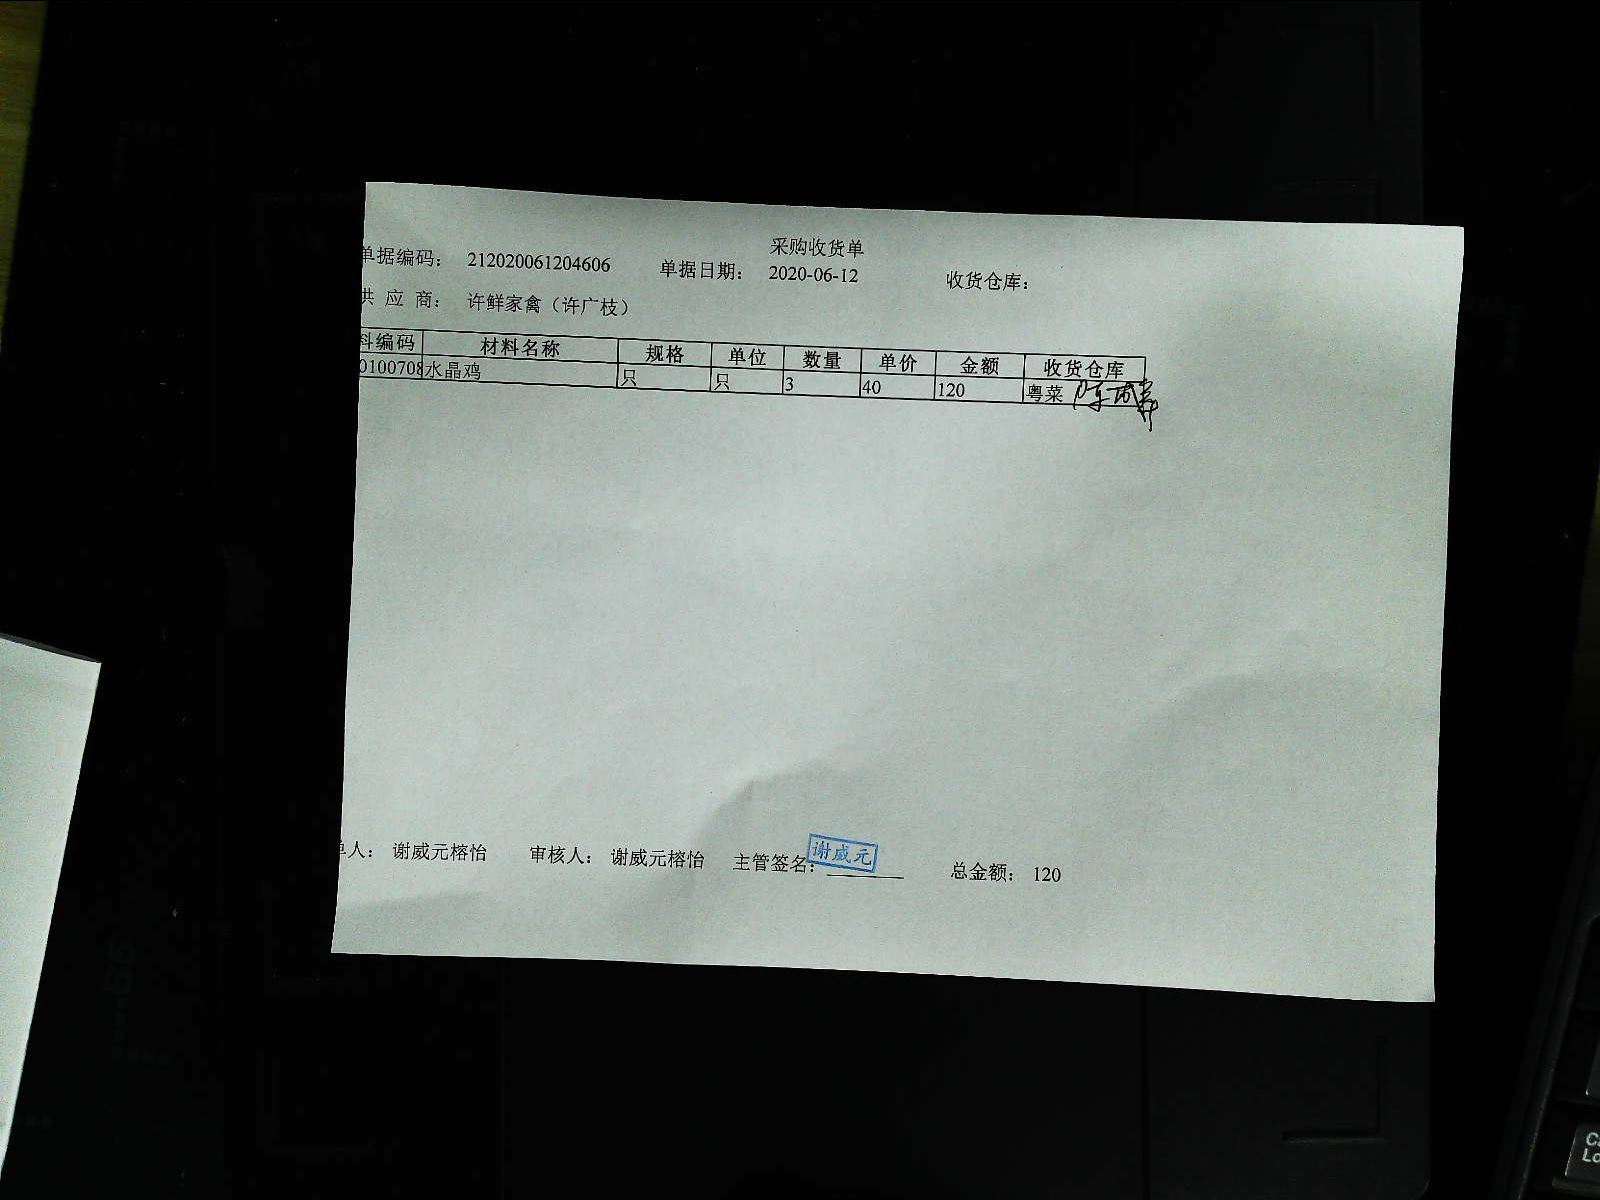 采购收货单
单据编码： 212020061204606 单据日期： 2020-06-12 收货仓库：
供 应 商： 许鲜家禽（许广枝）
料编码 材料名称 规格 单位 数量 单价 金额 收货仓库
0100708 水晶鸡 只 只 3 40 120 粤菜
单人： 谢威元榕怡 审核人： 谢威元榕怡 主管签名： 谢威元 总金额： 120